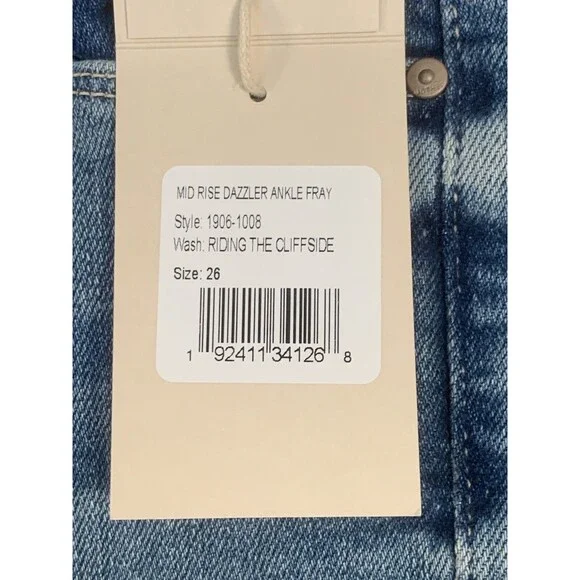 MID RISE DAZZLER ANKLE FRAY
Style: 1906-1008
Wash: RIDING THE CLIFFSIDE
Size: 26
1 92411 34126 8